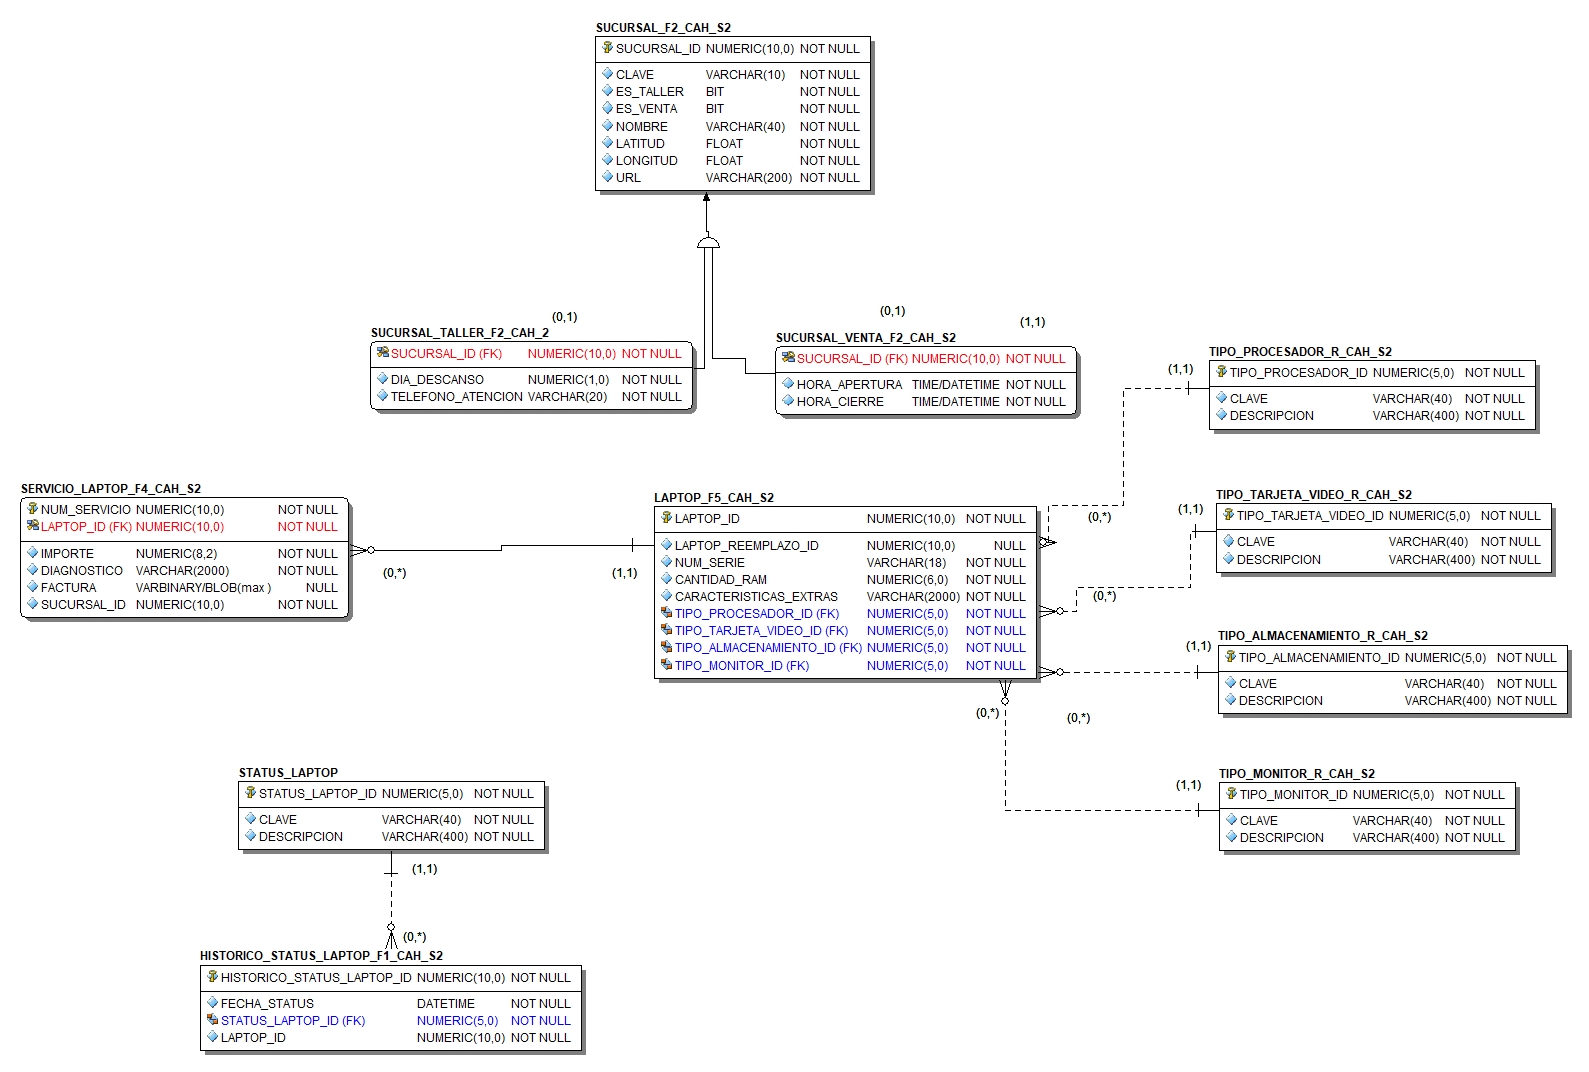 SUCURSAL_F2_CAH_S2
SUCURSAL_ID NUMERIC(10,0) NOT NULL
CLAVE VARCHAR(10) NOT NULL
ES_TALLER BIT NOT NULL
ES_VENTA BIT NOT NULL
NOMBRE VARCHAR(40) NOT NULL
LATITUD FLOAT NOT NULL
LONGITUD FLOAT NOT NULL
URL VARCHAR(200) NOT NULL
(0,1)
SUCURSAL_TALLER_F2_CAH_2
SUCURSAL_ID (FK) NUMERIC(10,0) NOT NULL
DIA_DESCANSO NUMERIC(1,0) NOT NULL
TELEFONO_ATENCION VARCHAR(20) NOT NULL
(0,1)
(1,1)
SUCURSAL_VENTA_F2_CAH_S2
SUCURSAL_ID (FK) NUMERIC(10,0) NOT NULL
HORA_APERTURA TIME/DATETIME NOT NULL
HORA_CIERRE TIME/DATETIME NOT NULL
TIPO_PROCESADOR_R_CAH_S2
TIPO_PROCESADOR_ID NUMERIC(5,0) NOT NULL
CLAVE VARCHAR(40) NOT NULL
DESCRIPCION VARCHAR(400) NOT NULL
(1,1)
(0,*)
SERVICIO_LAPTOP_F4_CAH_S2
NUM_SERVICIO NUMERIC(10,0) NOT NULL
LAPTOP_ID (FK) NUMERIC(10,0) NOT NULL
IMPORTE NUMERIC(8,2) NOT NULL
DIAGNOSTICO VARCHAR(2000) NOT NULL
FACTURA VARBINARY/BLOB(max ) NULL
SUCURSAL_ID NUMERIC(10,0) NOT NULL
(0,*)
(1,1)
LAPTOP_F5_CAH_S2
LAPTOP_ID NUMERIC(10,0) NOT NULL
LAPTOP_REEMPLAZO_ID NUMERIC(10,0) NULL
NUM_SERIE VARCHAR(18) NOT NULL
CANTIDAD_RAM NUMERIC(6,0) NOT NULL
CARACTERISTICAS_EXTRAS VARCHAR(2000) NOT NULL
TIPO_PROCESADOR_ID (FK) NUMERIC(5,0) NOT NULL
TIPO_TARJETA_VIDEO_ID (FK) NUMERIC(5,0) NOT NULL
TIPO_ALMACENAMIENTO_ID (FK) NUMERIC(5,0) NOT NULL
TIPO_MONITOR_ID (FK) NUMERIC(5,0) NOT NULL
TIPO_TARJETA_VIDEO_R_CAH_S2
TIPO_TARJETA_VIDEO_ID NUMERIC(5,0) NOT NULL
CLAVE VARCHAR(40) NOT NULL
DESCRIPCION VARCHAR(400) NOT NULL
(1,1)
(0,*)
TIPO_ALMACENAMIENTO_R_CAH_S2
TIPO_ALMACENAMIENTO_ID NUMERIC(5,0) NOT NULL
CLAVE VARCHAR(40) NOT NULL
DESCRIPCION VARCHAR(400) NOT NULL
(1,1)
(0,*)
(0,*)
TIPO_MONITOR_R_CAH_S2
TIPO_MONITOR_ID NUMERIC(5,0) NOT NULL
CLAVE VARCHAR(40) NOT NULL
DESCRIPCION VARCHAR(400) NOT NULL
(1,1)
STATUS_LAPTOP
STATUS_LAPTOP_ID NUMERIC(5,0) NOT NULL
CLAVE VARCHAR(40) NOT NULL
DESCRIPCION VARCHAR(400) NOT NULL
(1,1)
(0,*)
HISTORICO_STATUS_LAPTOP_F1_CAH_S2
HISTORICO_STATUS_LAPTOP_ID NUMERIC(10,0) NOT NULL
FECHA_STATUS DATETIME NOT NULL
STATUS_LAPTOP_ID (FK) NUMERIC(5,0) NOT NULL
LAPTOP_ID NUMERIC(10,0) NOT NULL